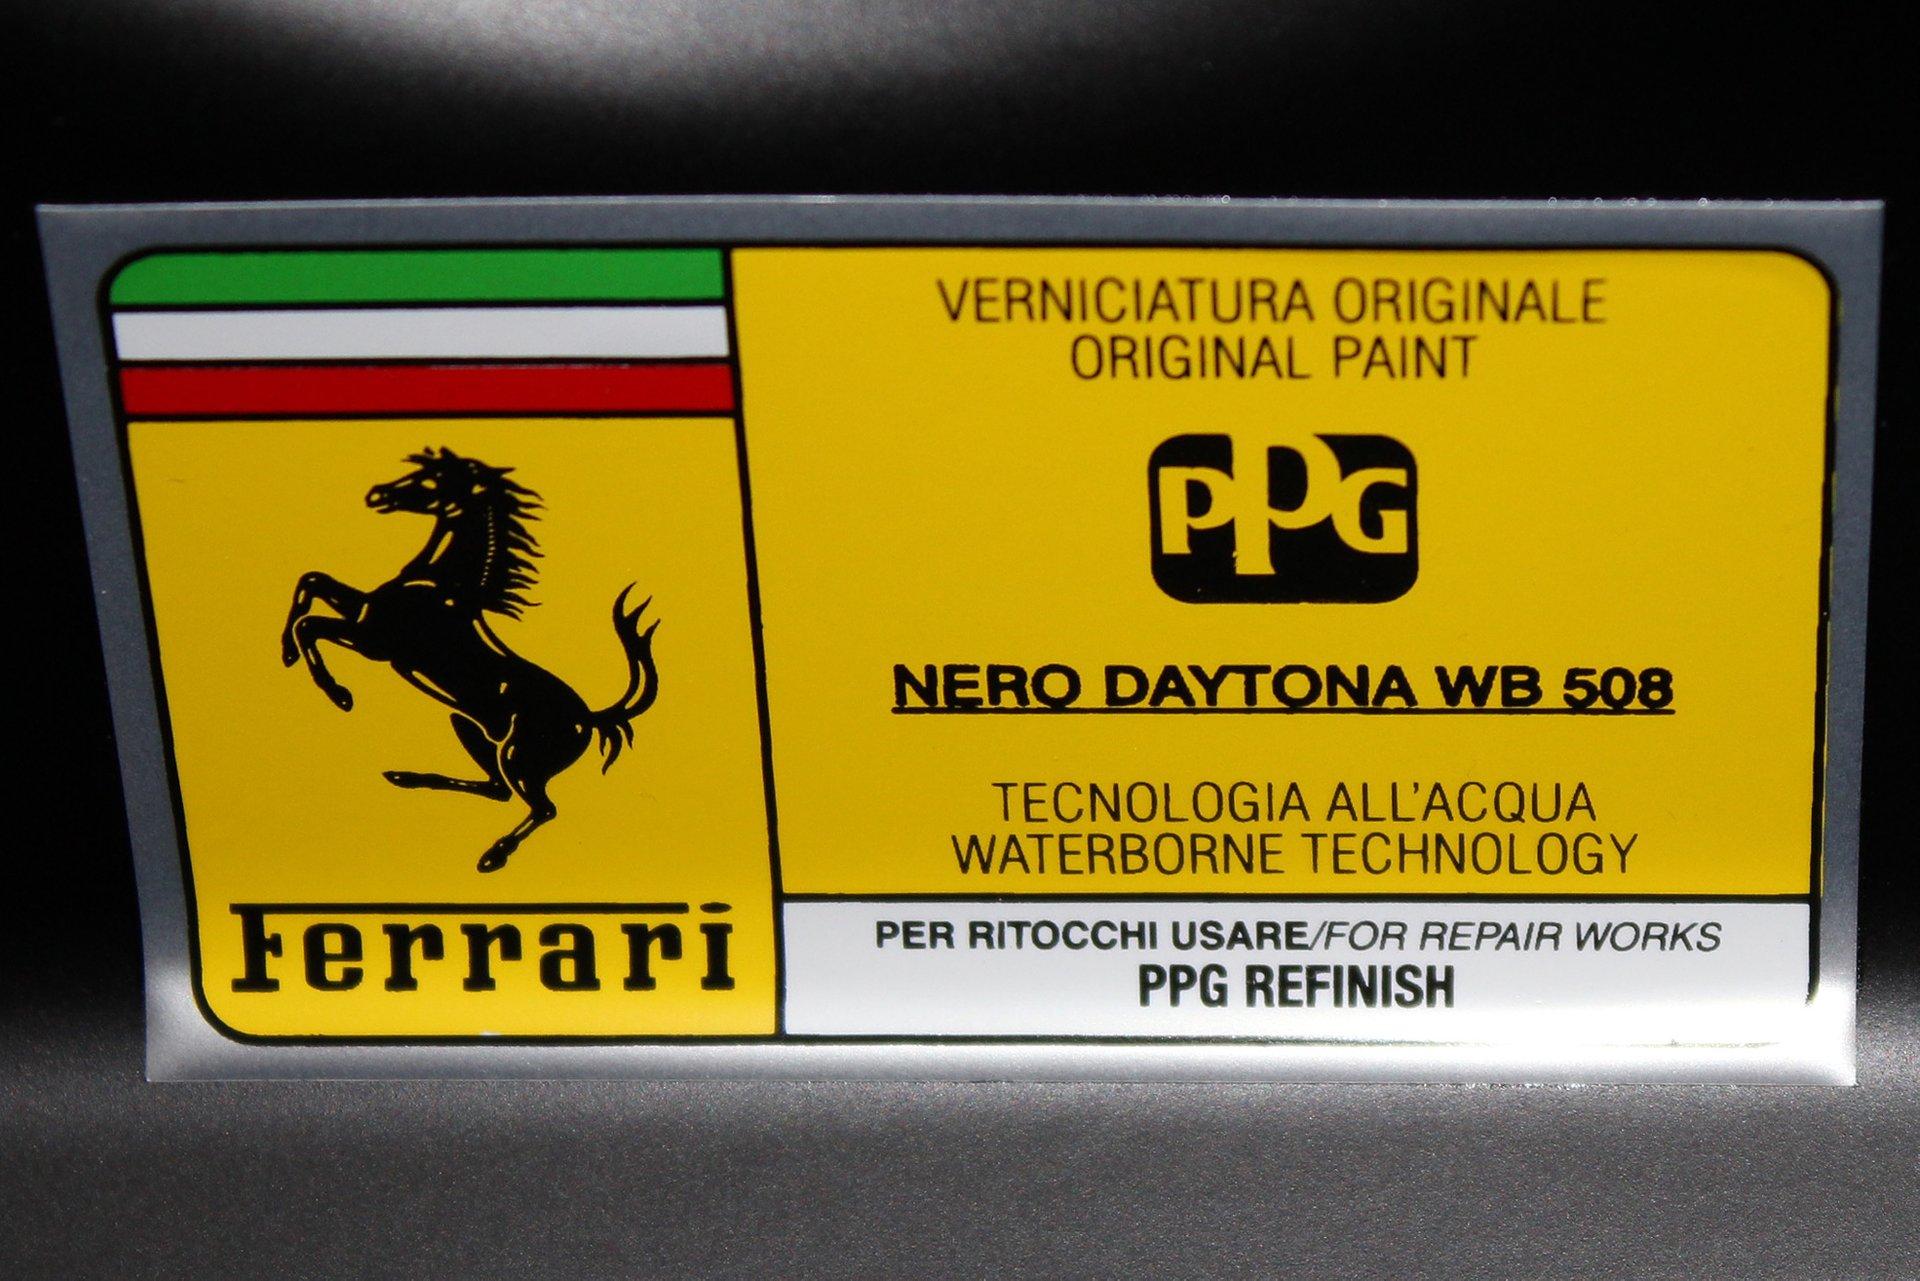 Ferrari
VERNICIATURA ORIGINALE
ORIGINAL PAINT
PPG
NERO DAYTONA WB 508
TECNOLOGIA ALL'ACQUA
WATERBORNE TECHNOLOGY
PER RITOCCHI USARE/FOR REPAIR WORKS
PPG REFINISH